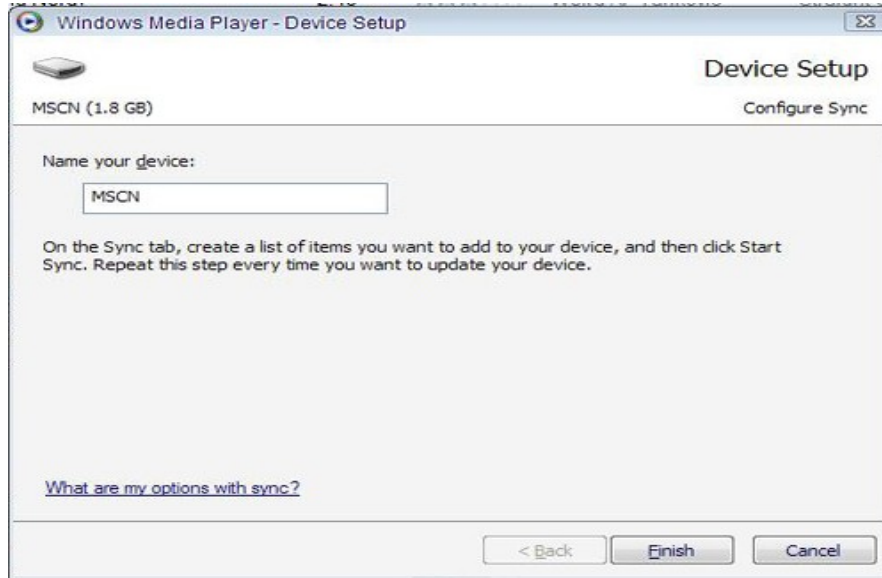 Windows Media Player - Device Setup
Device Setup
MSCN (1.8 GB)
Configure Sync
Name your device:
MSCN
On the Sync tab, create a list of items you want to add to your device, and then click Start
Sync. Repeat this step every time you want to update your device.
What are my options with sync?
< Back
Finish
Cancel